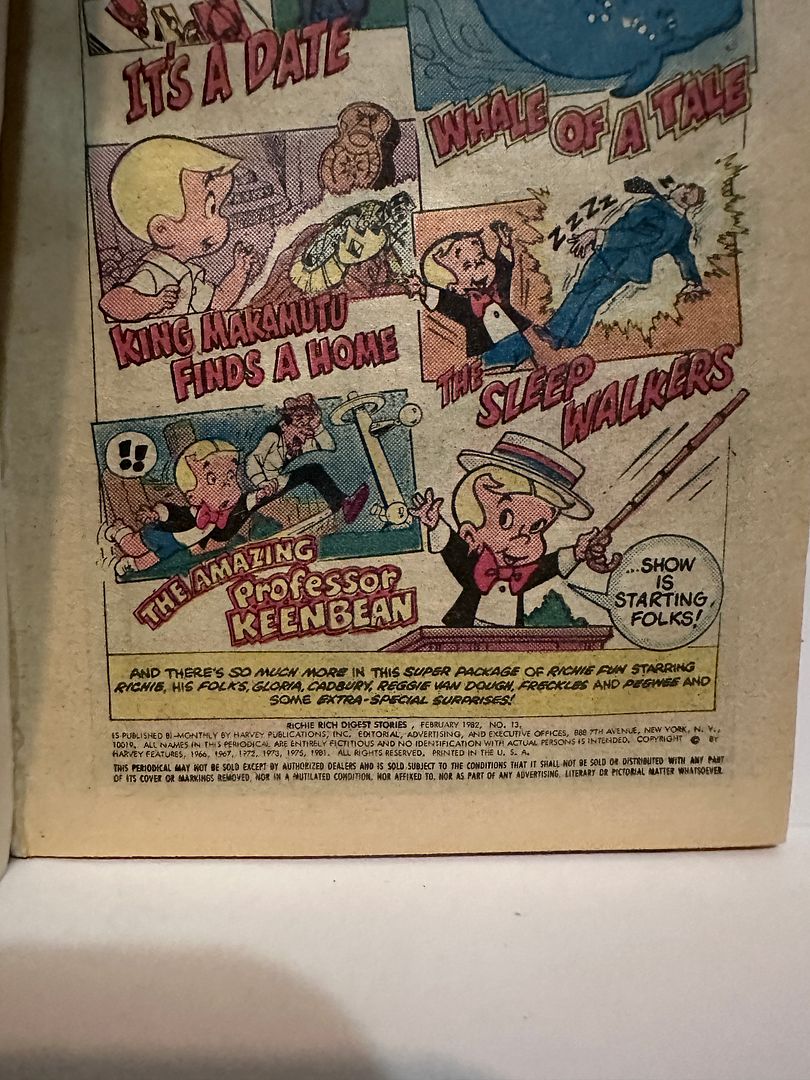 IT'S A DATE
WHALE OF A TALE
KING MAKAMUTU
FINDS A HOME
ZZZZ
THE SLEEP
WALKERS
!!
THE AMAZING
Professor
KEENBEAN
...SHOW
IS
STARTING,
FOLKS!
AND THERE'S SO MUCH MORE IN THIS SUPER PACKAGE OF RICHIE FUN STARRING
RICHIE, HIS FOLKS, GLORIA, CADBURY, REGGIE VAN DOUGH, FRECKLES AND PEEWEE AND
SOME EXTRA-SPECIAL SURPRISES!
RICHIE RICH DIGEST STORIES, FEBRUARY 1982, NO. 13,
IS PUBLISHED BI-MONTHLY BY HARVEY PUBLICATIONS, INC. EDITORIAL, ADVERTISING, AND EXECUTIVE OFFICES, 888 7TH AVENUE, NEW YORK, N. Y.,
10019. ALL NAMES IN THIS PERIODICAL ARE ENTIRELY FICTITIOUS AND NO IDENTIFICATION WITH ACTUAL PERSONS IS INTENDED. COPYRIGHT © BY
HARVEY FEATURES, 1966, 1967, 1972, 1973, 1975, 1981. ALL RIGHTS RESERVED. PRINTED IN THE U. S. A.
THIS PERIODICAL MAY NOT BE SOLD EXCEPT BY AUTHORIZED DEALERS AND IS SOLD SUBJECT TO THE CONDITIONS THAT IT SHALL NOT BE SOLD OR DISTRIBUTED WITH ANY PART
OF ITS COVER OR MARKINGS REMOVED, NOR IN A MUTILATED CONDITION, NOR AFFIXED TO, NOR AS PART OF ANY ADVERTISING, LITERARY OR PICTORIAL MATTER WHATSOEVER.